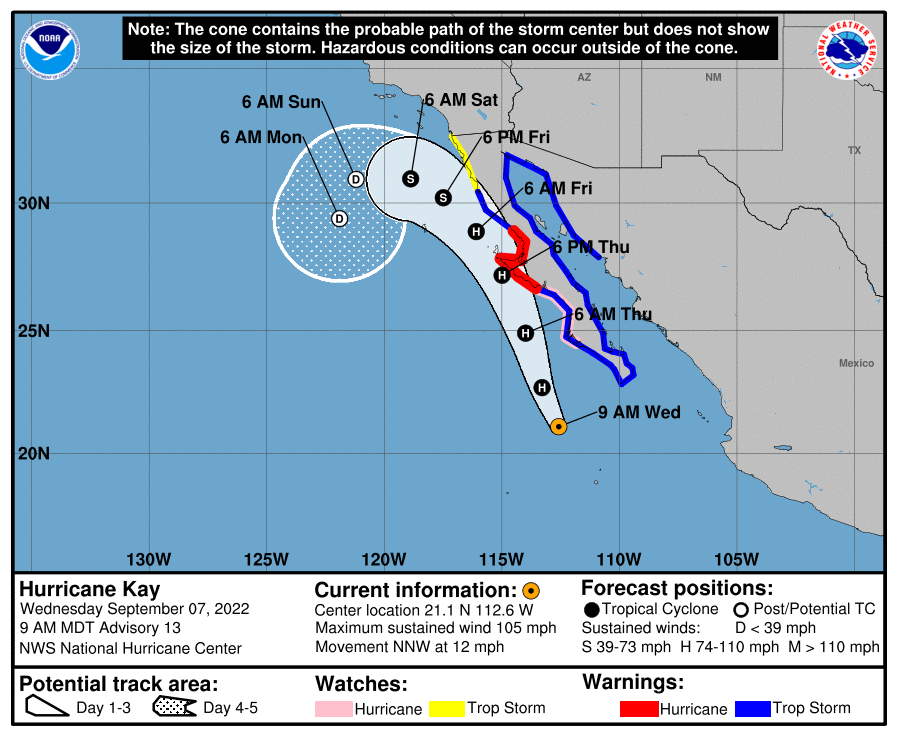 Note: The cone contains the probable path of the storm center but does not show
the size of the storm. Hazardous conditions can occur outside of the cone.
NOAA
NATIONAL WEATHER SERVICE
AZ
NM
TX
Mexico
6 AM Sun
6 AM Sat
6 AM Mon
6 PM Fri
D
S
S
6 AM Fri
D
H
6 PM Thu
H
6 AM Thu
H
H
9 AM Wed
30N
25N
20N
130W
125W
120W
115W
110W
105W
Hurricane Kay
Wednesday September 07, 2022
9 AM MDT Advisory 13
NWS National Hurricane Center
Current information:
Center location 21.1 N 112.6 W
Maximum sustained wind 105 mph
Movement NNW at 12 mph
Forecast positions:
Tropical Cyclone Post/Potential TC
Sustained winds: D < 39 mph
S 39-73 mph H 74-110 mph M > 110 mph
Potential track area:
Day 1-3 Day 4-5
Watches:
Hurricane Trop Storm
Warnings:
Hurricane Trop Storm